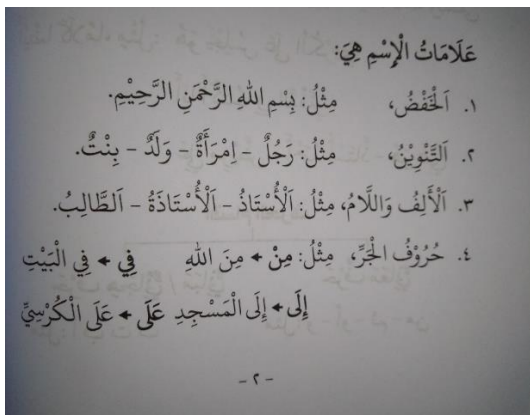 عَلَامَاتُ الْإِسْمِ هِيَ:
١. اَلْخَفْضُ، مِثْلُ: بِسْمِ اللهِ الرَّحْمَنِ الرَّحِيْمِ.
٢. اَلتَّنْوِيْنُ، مِثْلُ: رَجُلٌ - اِمْرَأَةٌ - وَلَدٌ - بِنْتٌ.
٣. اَلْأَلِفُ وَاللَّامُ، مِثْلُ: اَلْأُسْتَاذُ - اَلْأُسْتَاذَةُ - اَلطَّالِبُ.
٤. حُرُوْفُ الْجَرِّ، مِثْلُ: مِنْ ← مِنَ اللهِ فِي ← فِي الْبَيْتِ
إِلَى ← إِلَى الْمَسْجِدِ عَلَى ← عَلَى الْكُرْسِيِّ
- ٢ -